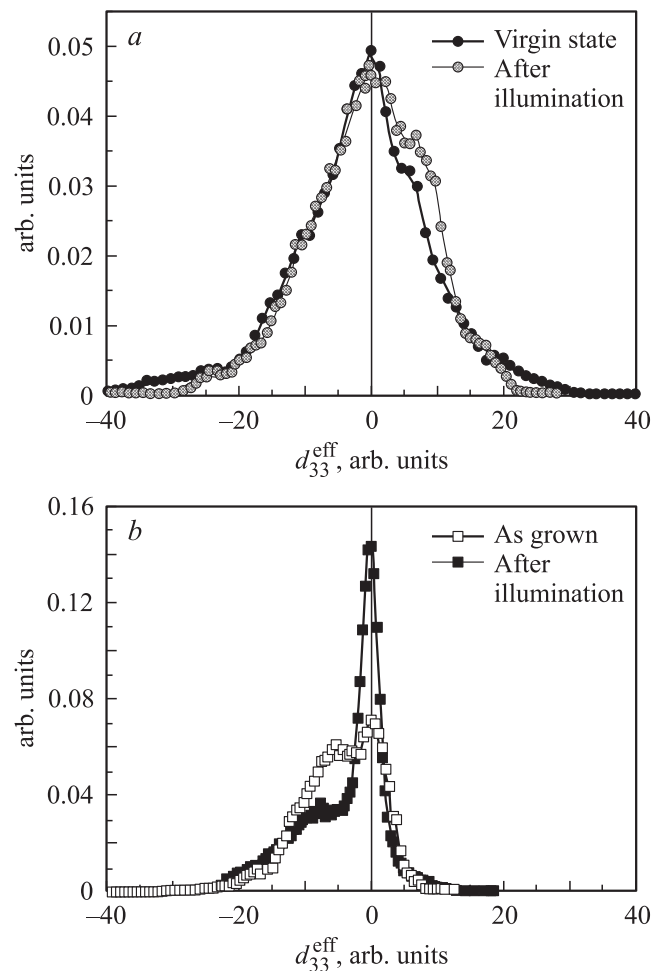 a
Virgin state
After
illumination
0.05
0.04
0.03
0.02
0.01
0
arb. units
–40
–20
0
20
40
d₃₃ᵉᶠᶠ, arb. units
b
As grown
After
illumination
0.16
0.12
0.08
0.04
0
arb. units
–40
–20
0
20
40
d₃₃ᵉᶠᶠ, arb. units